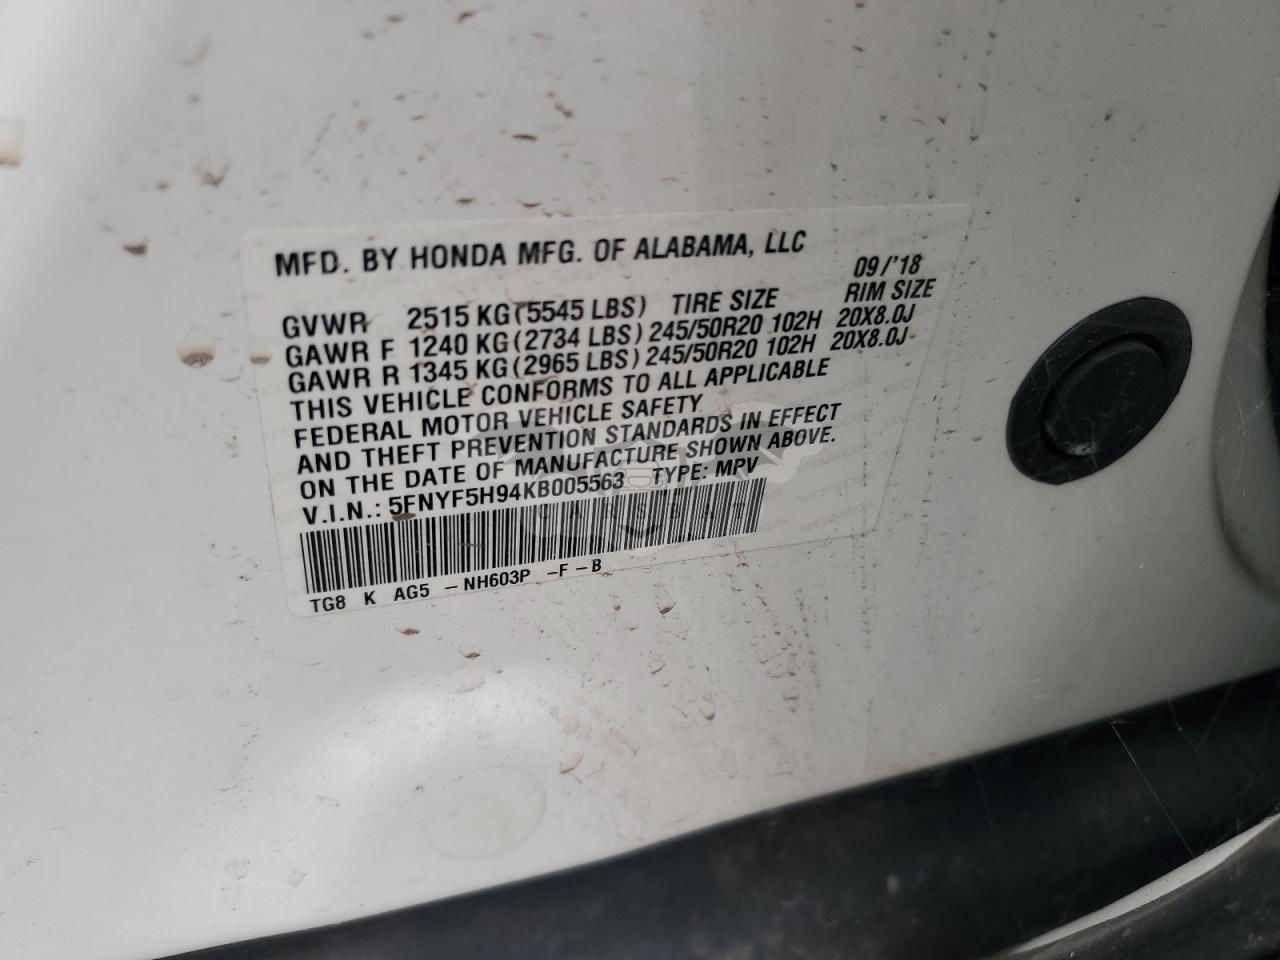 MFD. BY HONDA MFG. OF ALABAMA, LLC
09/'18
GVWR 2515 KG (5545 LBS) TIRE SIZE RIM SIZE
GAWR F 1240 KG (2734 LBS) 245/50R20 102H 20X8.0J
GAWR R 1345 KG (2965 LBS) 245/50R20 102H 20X8.0J
THIS VEHICLE CONFORMS TO ALL APPLICABLE
FEDERAL MOTOR VEHICLE SAFETY
AND THEFT PREVENTION STANDARDS IN EFFECT
ON THE DATE OF MANUFACTURE SHOWN ABOVE.
V.I.N.: 5FNYF5H94KB005563 TYPE: MPV
TG8 K AG5 - NH603P - F - B